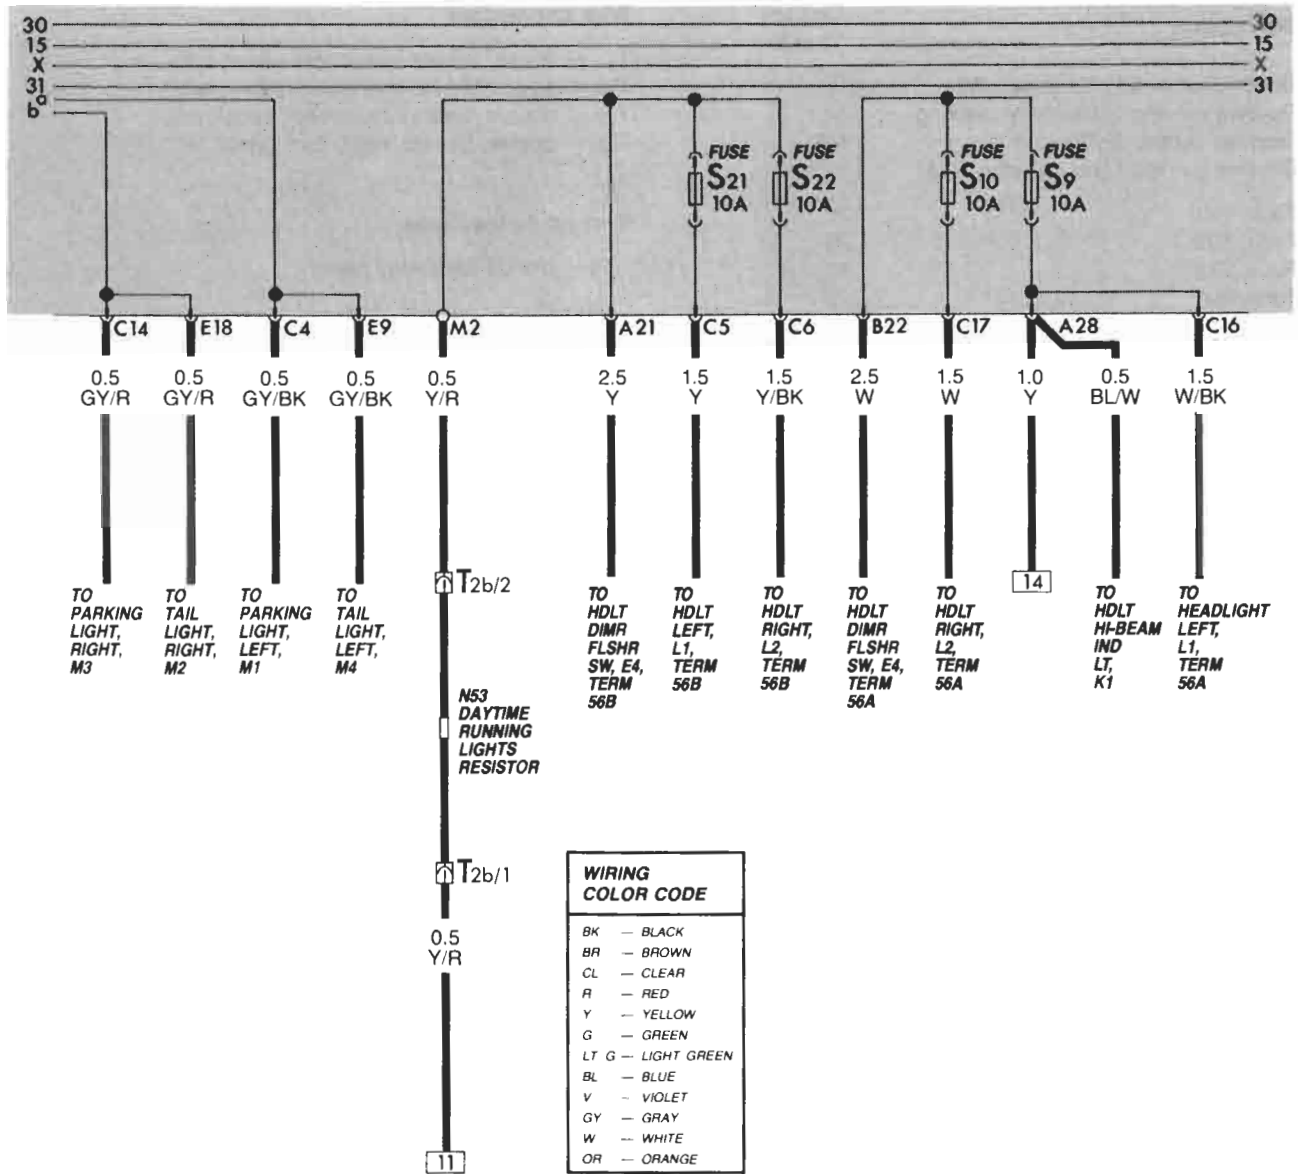 30 30
15 15
X X
31 31
a
b
FUSE FUSE FUSE FUSE
S21 S22 S10 S9
10A 10A 10A 10A
C14 E18 C4 E9 M2 A21 C5 C6 B22 C17 A28 C16
0.5 0.5 0.5 0.5 0.5 2.5 1.5 1.5 2.5 1.5 1.0 0.5 1.5
GY/R GY/R GY/BK GY/BK Y/R Y Y Y/BK W W Y BL/W W/BK
TO
PARKING
LIGHT,
RIGHT,
M3
TO
TAIL
LIGHT,
RIGHT,
M2
TO
PARKING
LIGHT,
LEFT,
M1
TO
TAIL
LIGHT,
LEFT,
M4
T2b/2
N53
DAYTIME
RUNNING
LIGHTS
RESISTOR
T2b/1
0.5
Y/R
11
TO
HDLT
DIMR
FLSHR
SW, E4,
TERM
56B
TO
HDLT
LEFT,
L1,
TERM
56B
TO
HDLT
RIGHT,
L2,
TERM
56B
TO
HDLT
DIMR
FLSHR
SW, E4,
TERM
56A
TO
HDLT
RIGHT,
L2,
TERM
56A
14
TO
HDLT
HI-BEAM
IND
LT,
K1
TO
HEADLIGHT
LEFT,
L1,
TERM
56A
WIRING
COLOR CODE
BK — BLACK
BR — BROWN
CL — CLEAR
R — RED
Y — YELLOW
G — GREEN
LT G — LIGHT GREEN
BL — BLUE
V - VIOLET
GY — GRAY
W — WHITE
OR — ORANGE